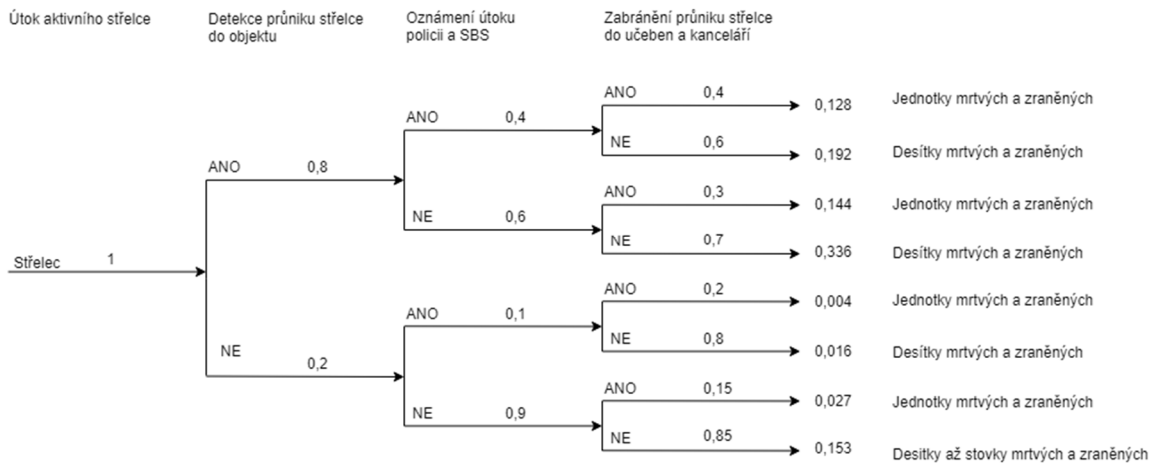 Útok aktivního střelce
Detekce průniku střelce
do objektu
Oznámení útoku
policii a SBS
Zabránění průniku střelce
do učeben a kanceláří
ANO 0,4 0,128 Jednotky mrtvých a zraněných
ANO 0,4
NE 0,6 0,192 Desítky mrtvých a zraněných
ANO 0,8
ANO 0,3 0,144 Jednotky mrtvých a zraněných
NE 0,6
NE 0,7 0,336 Desítky mrtvých a zraněných
Střelec 1
ANO 0,2 0,004 Jednotky mrtvých a zraněných
ANO 0,1
NE 0,8 0,016 Desítky mrtvých a zraněných
NE 0,2
ANO 0,15 0,027 Jednotky mrtvých a zraněných
NE 0,9
NE 0,85 0,153 Desitky až stovky mrtvých a zraněných